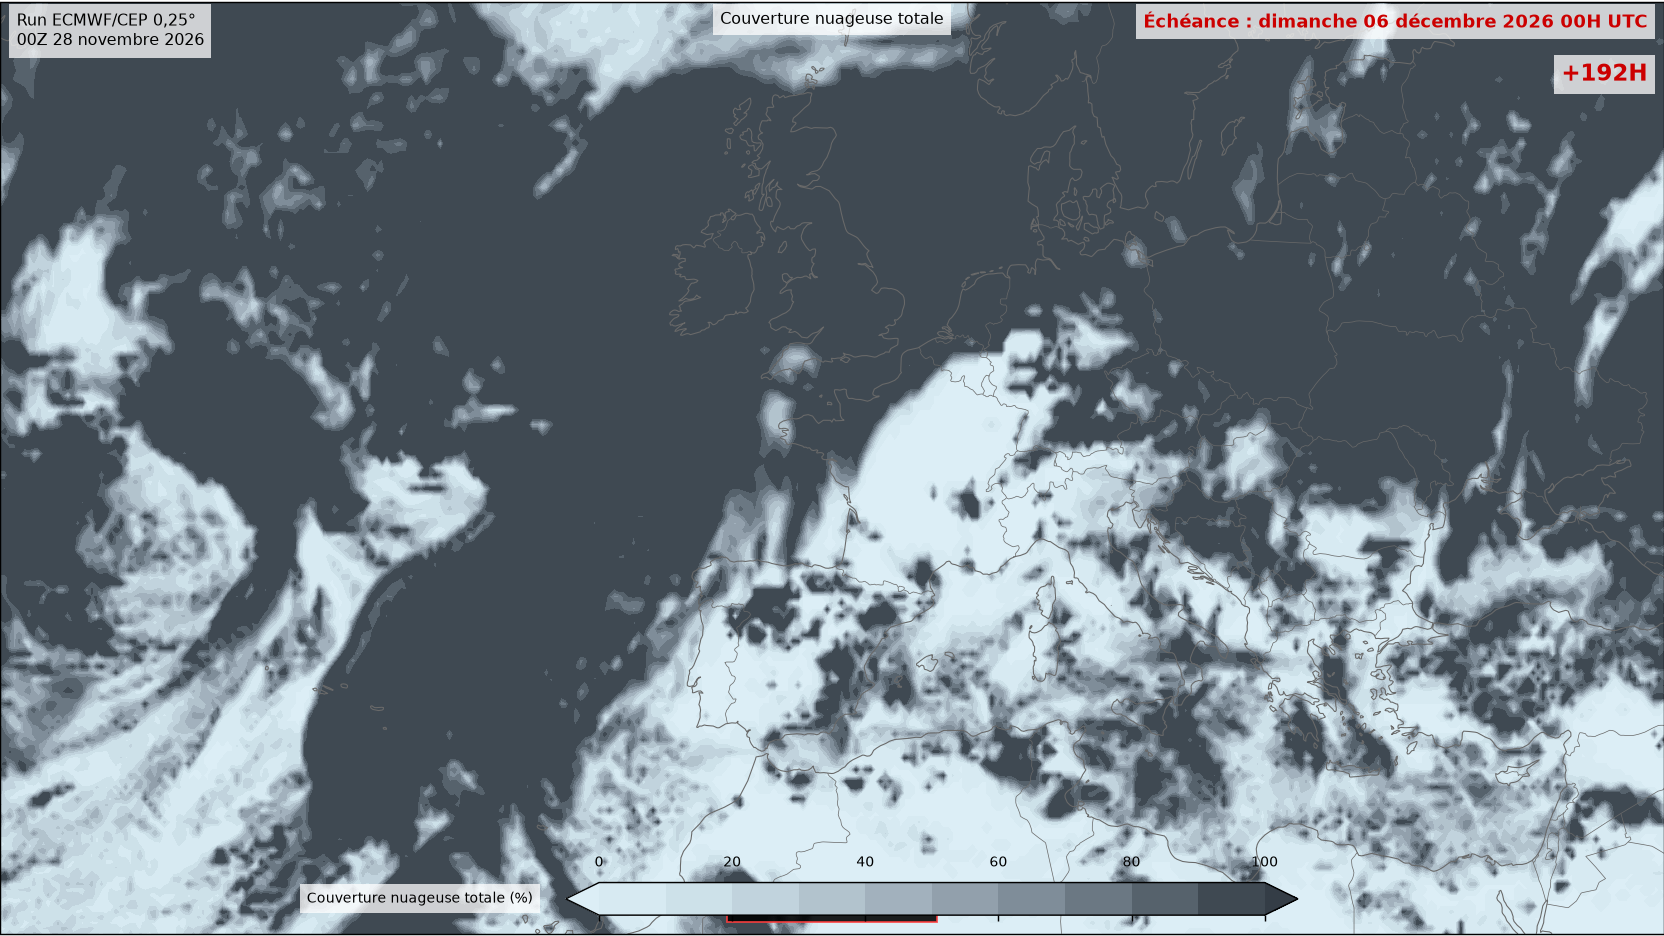 Run ECMWF/CEP 0,25°
00Z 28 novembre 2026
Couverture nuageuse totale
Échéance : dimanche 06 décembre 2026 00H UTC
+192H
0 20 40 60 80 100
Couverture nuageuse totale (%)